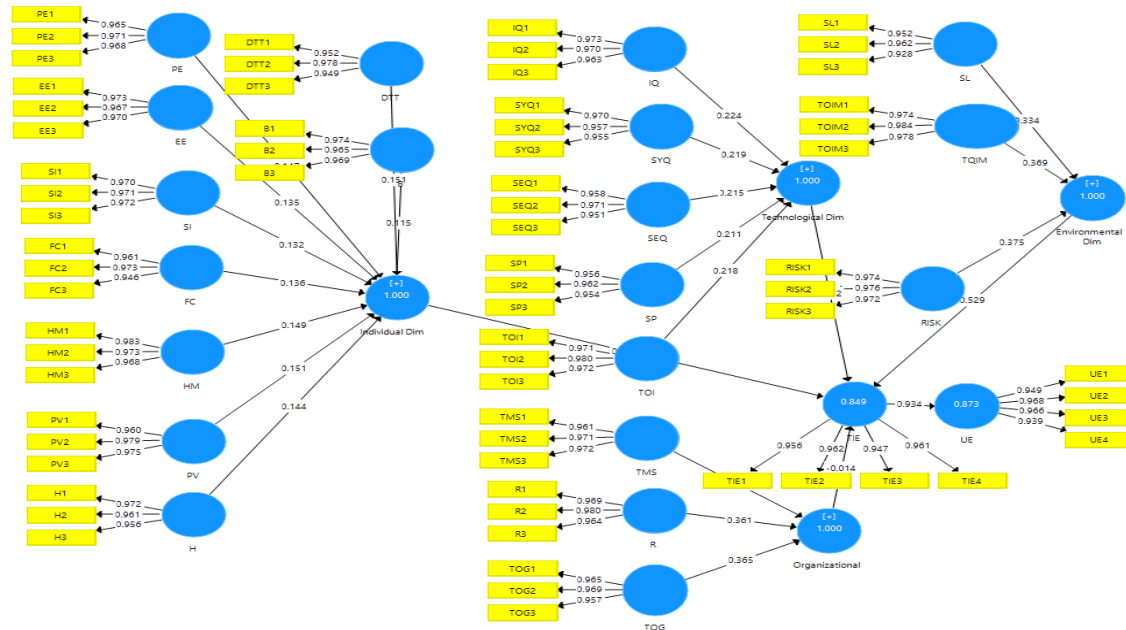 PE1
PE2
PE3
0.965
0.971
0.968
PE
EE1
EE2
EE3
0.973
0.967
0.970
EE
SI1
SI2
SI3
0.970
0.971
0.972
SI
FC1
FC2
FC3
0.961
0.973
0.946
FC
HM1
HM2
HM3
0.983
0.973
0.968
HM
PV1
PV2
PV3
0.960
0.979
0.975
PV
H1
H2
H3
0.972
0.961
0.956
H
DTT1
DTT2
DTT3
0.952
0.978
0.949
DTT
B1
B2
B3
0.974
0.965
0.969
0.135
0.132
0.136
0.149
0.151
0.144
0.151
0.115
[+]
1.000
Individual Dim
IQ1
IQ2
IQ3
0.973
0.970
0.963
IQ
SYQ1
SYQ2
SYQ3
0.970
0.957
0.955
SYQ
SEQ1
SEQ2
SEQ3
0.958
0.971
0.951
SEQ
SP1
SP2
SP3
0.956
0.962
0.954
SP
TOI1
TOI2
TOI3
0.971
0.980
0.972
TOI
0.224
0.219
0.215
0.211
0.218
[+]
1.000
Technological Dim
TMS1
TMS2
TMS3
0.961
0.971
0.972
TMS
R1
R2
R3
0.969
0.980
0.964
R
TOG1
TOG2
TOG3
0.965
0.969
0.957
TOG
0.361
0.365
[+]
1.000
Organizational
SL1
SL2
SL3
0.952
0.962
0.928
SL
TOIM1
TOIM2
TOIM3
0.974
0.984
0.978
TQIM
0.334
0.369
[+]
1.000
Environmental
Dim
RISK1
RISK2
RISK3
0.974
0.976
0.972
RISK
0.375
0.529
0.849
TIE
0.934
0.873
UE
UE1
UE2
UE3
UE4
0.949
0.968
0.966
0.939
0.956
0.962
0.947
0.961
-0.014
TIE1
TIE2
TIE3
TIE4